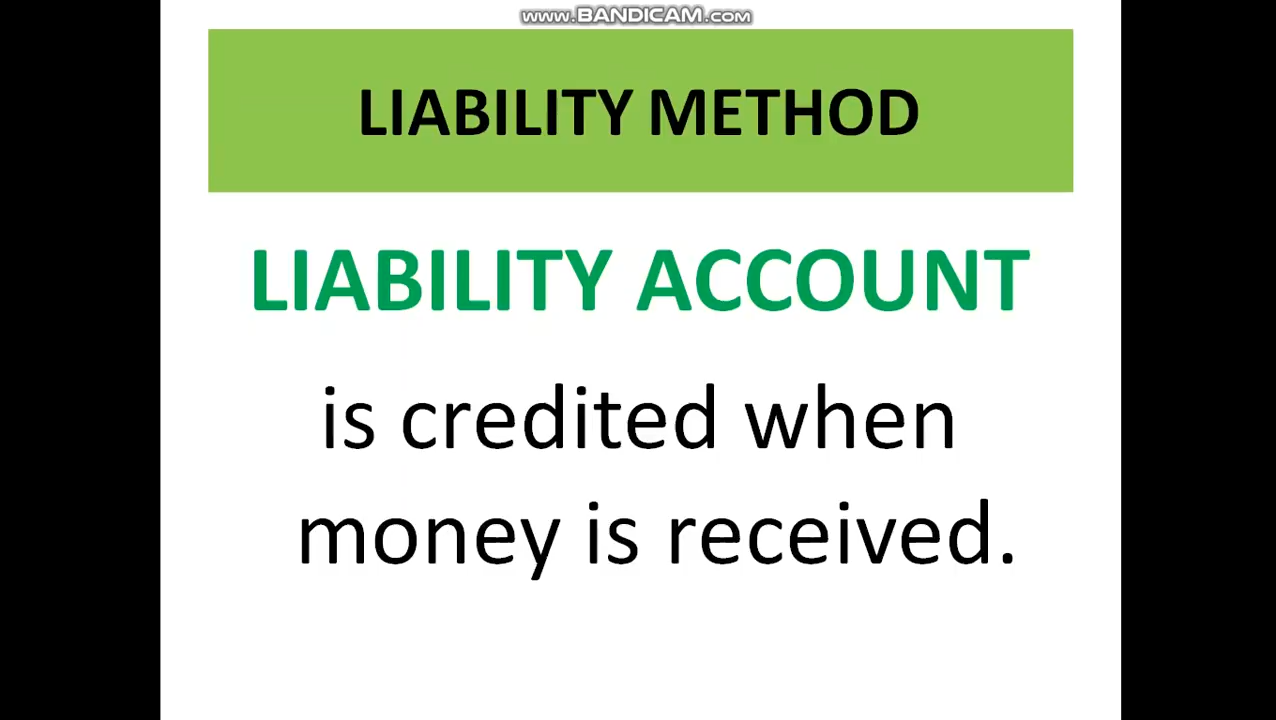 www.BANDICAM.com
LIABILITY METHOD
LIABILITY ACCOUNT
is credited when
money is received.